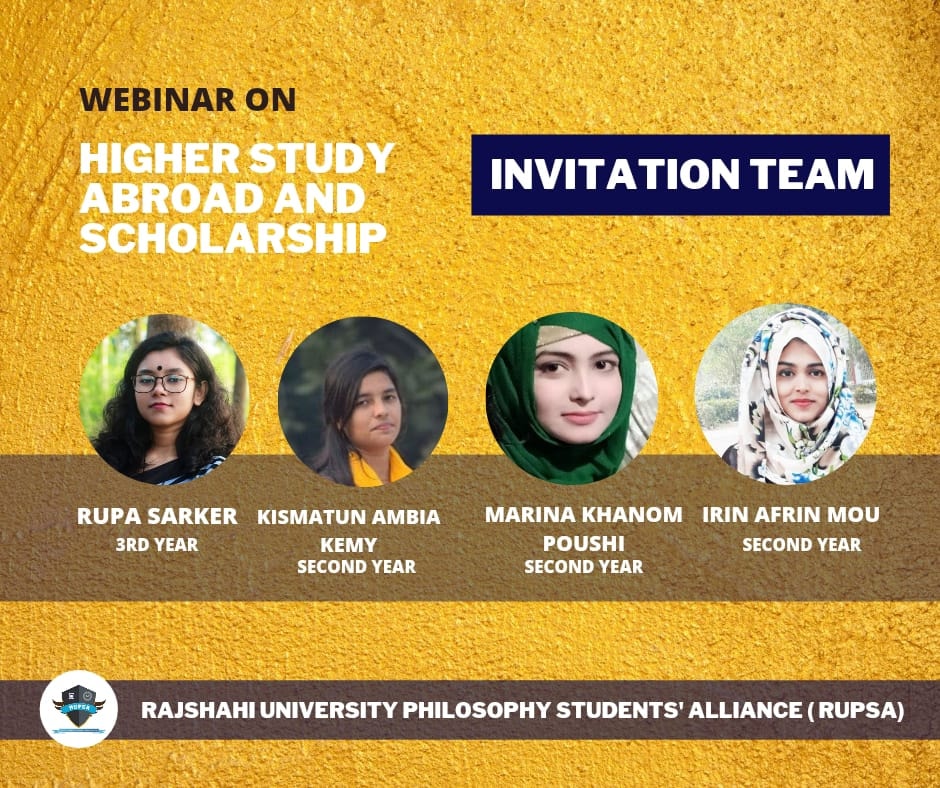 WEBINAR ON
HIGHER STUDY
ABROAD AND
SCHOLARSHIP
INVITATION TEAM
RUPA SARKER
3RD YEAR
KISMATUN AMBIA
KEMY
SECOND YEAR
MARINA KHANOM
POUSHI
SECOND YEAR
IRIN AFRIN MOU
SECOND YEAR
RAJSHAHI UNIVERSITY PHILOSOPHY STUDENTS' ALLIANCE ( RUPSA)